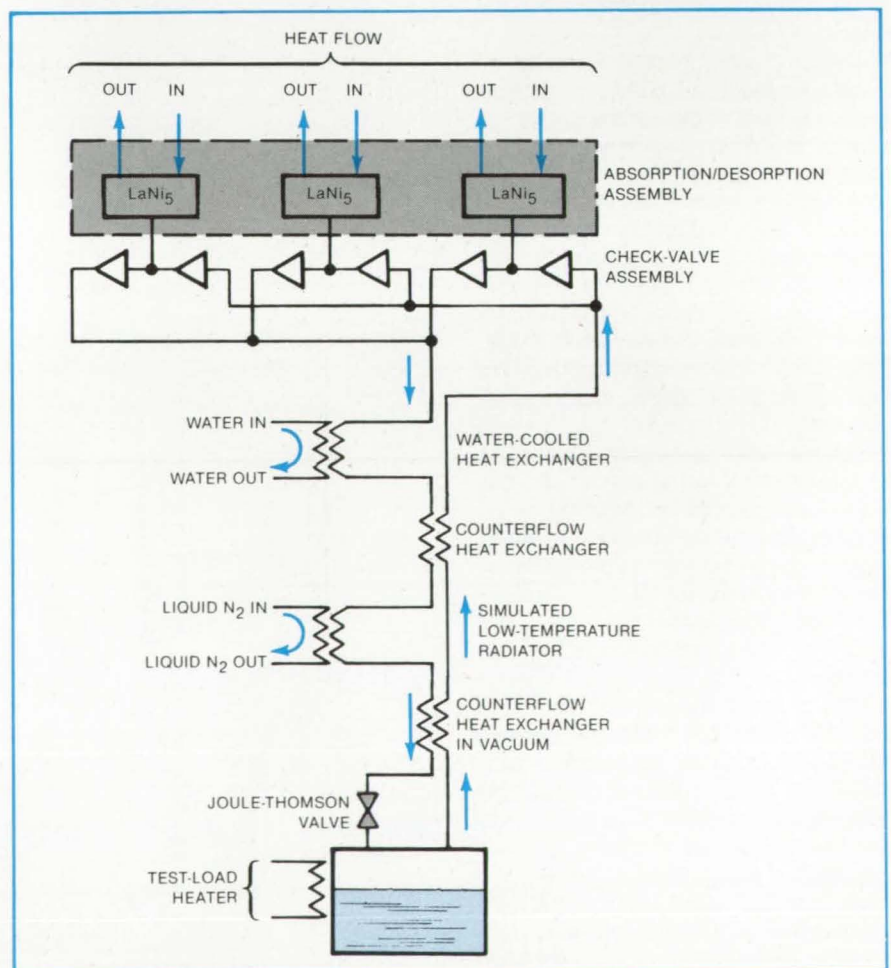 HEAT FLOW
OUT IN OUT IN OUT IN
LaNi5 LaNi5 LaNi5
ABSORPTION/DESORPTION
ASSEMBLY
CHECK-VALVE
ASSEMBLY
WATER IN
WATER OUT
WATER-COOLED
HEAT EXCHANGER
COUNTERFLOW
HEAT EXCHANGER
LIQUID N2 IN
LIQUID N2 OUT
SIMULATED
LOW-TEMPERATURE
RADIATOR
COUNTERFLOW
HEAT EXCHANGER
IN VACUUM
JOULE-THOMSON
VALVE
TEST-LOAD
HEATER